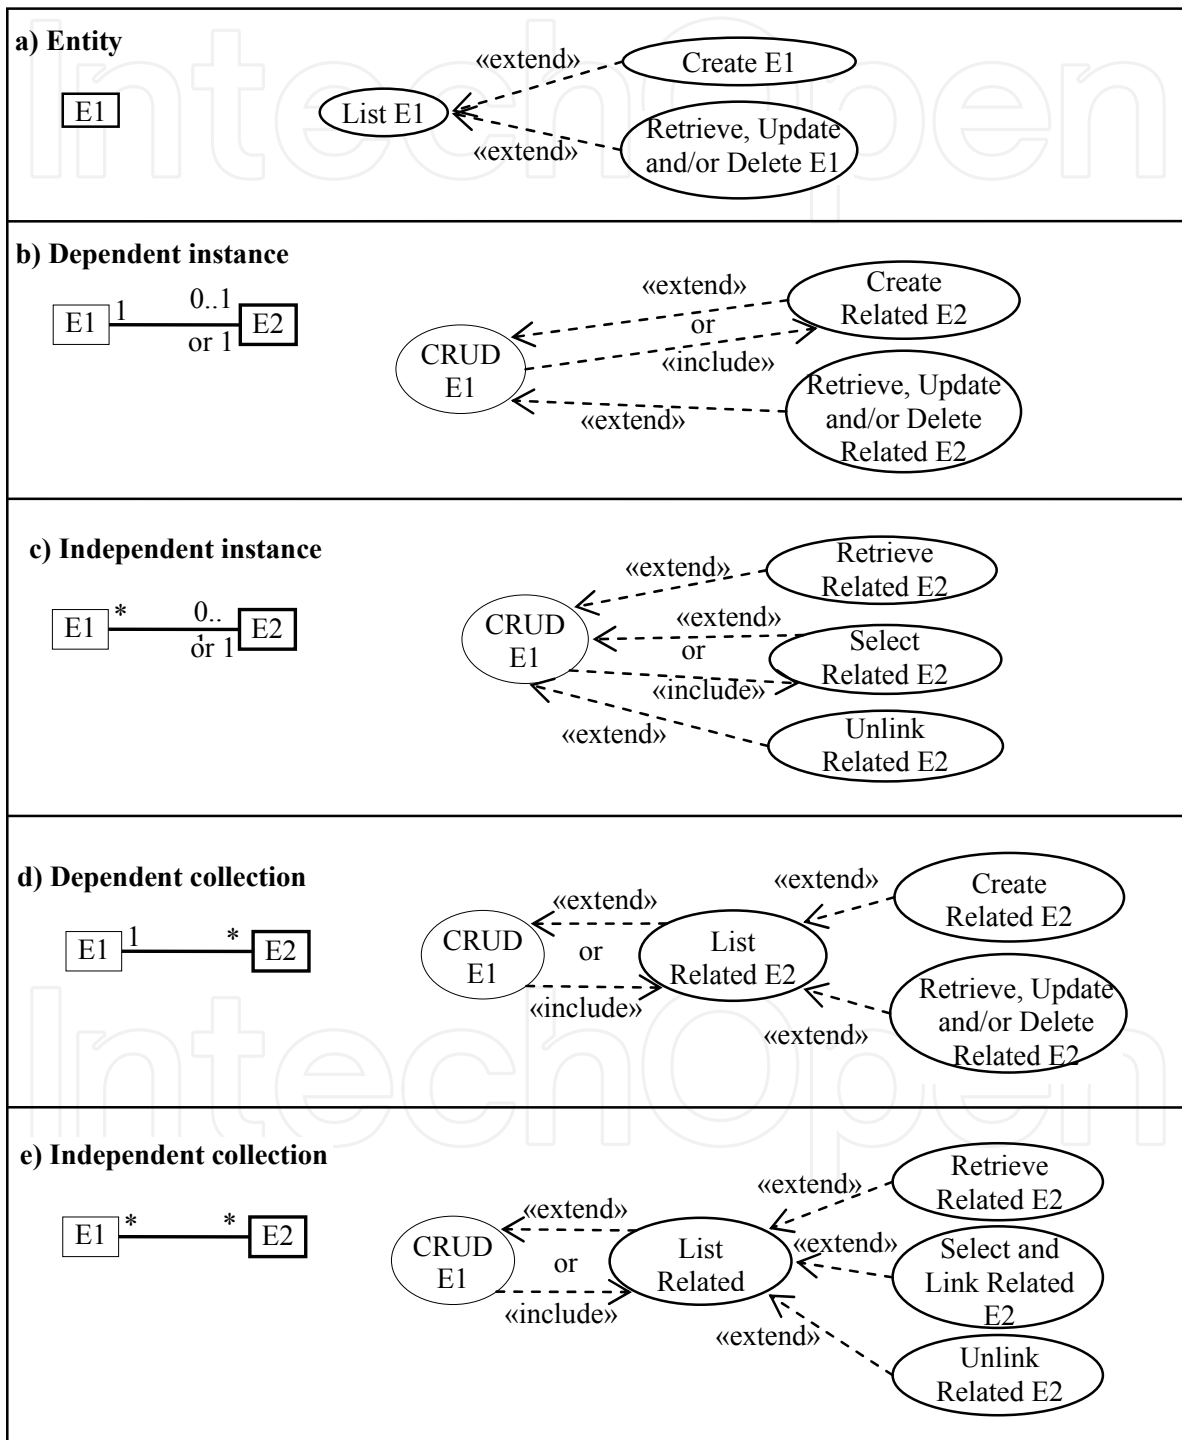 a) Entity
E1
List E1
«extend»
Create E1
«extend»
Retrieve, Update
and/or Delete E1
b) Dependent instance
E1
1
0..1
or 1
E2
CRUD
E1
«extend»
or
«include»
«extend»
Create
Related E2
Retrieve, Update
and/or Delete
Related E2
c) Independent instance
E1
*
0..
or 1
E2
CRUD
E1
«extend»
«extend»
or
«include»
«extend»
Retrieve
Related E2
Select
Related E2
Unlink
Related E2
d) Dependent collection
E1
1
*
E2
CRUD
E1
«extend»
or
«include»
List
Related E2
«extend»
«extend»
Create
Related E2
Retrieve, Update
and/or Delete
Related E2
e) Independent collection
E1
*
*
E2
CRUD
E1
«extend»
or
«include»
List
Related
«extend»
«extend»
«extend»
Retrieve
Related E2
Select and
Link Related
E2
Unlink
Related E2
IntechOpen
IntechOpen